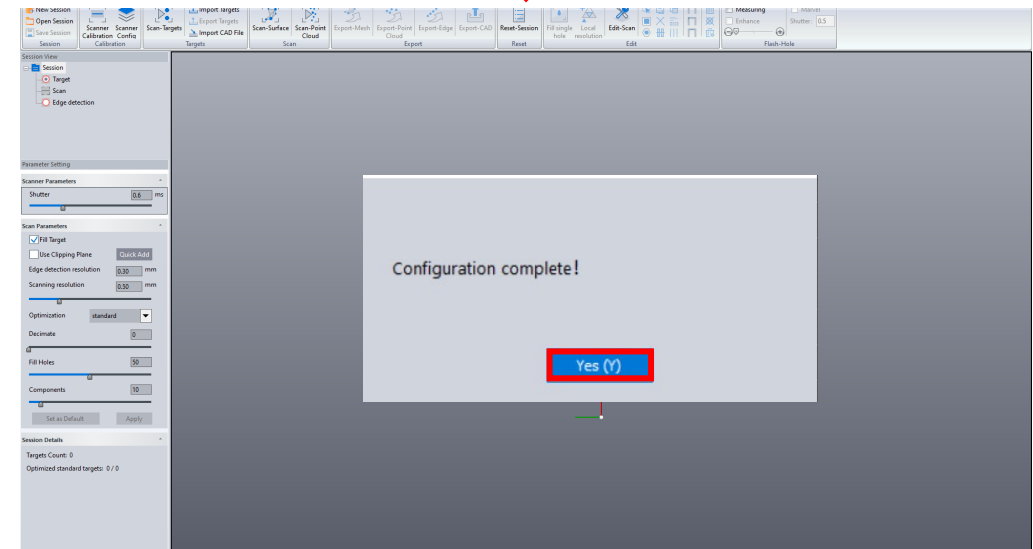 New Session
Open Session
Save Session
Session
Scanner Calibration
Scanner Config
Calibration
Scan-Targets
Import Targets
Export Targets
Import CAD File
Targets
Scan-Surface
Scan-Point Cloud
Scan
Export-Mesh
Export-Point Cloud
Export-Edge
Export-CAD
Export
Reset-Session
Reset
Fill single hole
Local resolution
Edit-Scan
Edit
Measuring
Enhance
Marvel
Shutter: 0.5
Flash-Hole
Session View
Session
Target
Scan
Edge detection
Parameter Setting
Scanner Parameters
Shutter 0.6 ms
Scan Parameters
Fill Target
Use Clipping Plane Quick Add
Edge detection resolution 0.30 mm
Scanning resolution 0.50 mm
Optimization standard
Decimate 0
Fill Holes 50
Components 10
Set as Default Apply
Session Details
Targets Count: 0
Optimized standard targets: 0 / 0
Configuration complete!
Yes (Y)